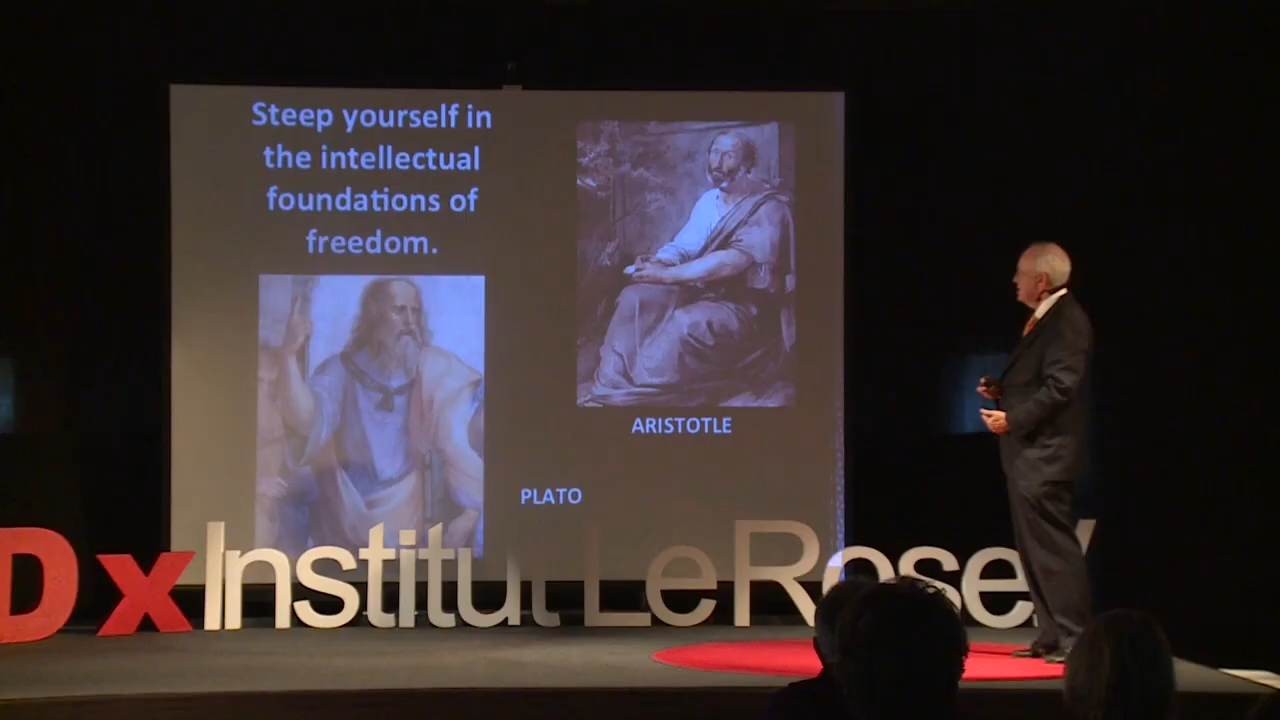 Steep yourself in
the intellectual
foundations of
freedom.
ARISTOTLE
PLATO
Dx Institut Le Rosey